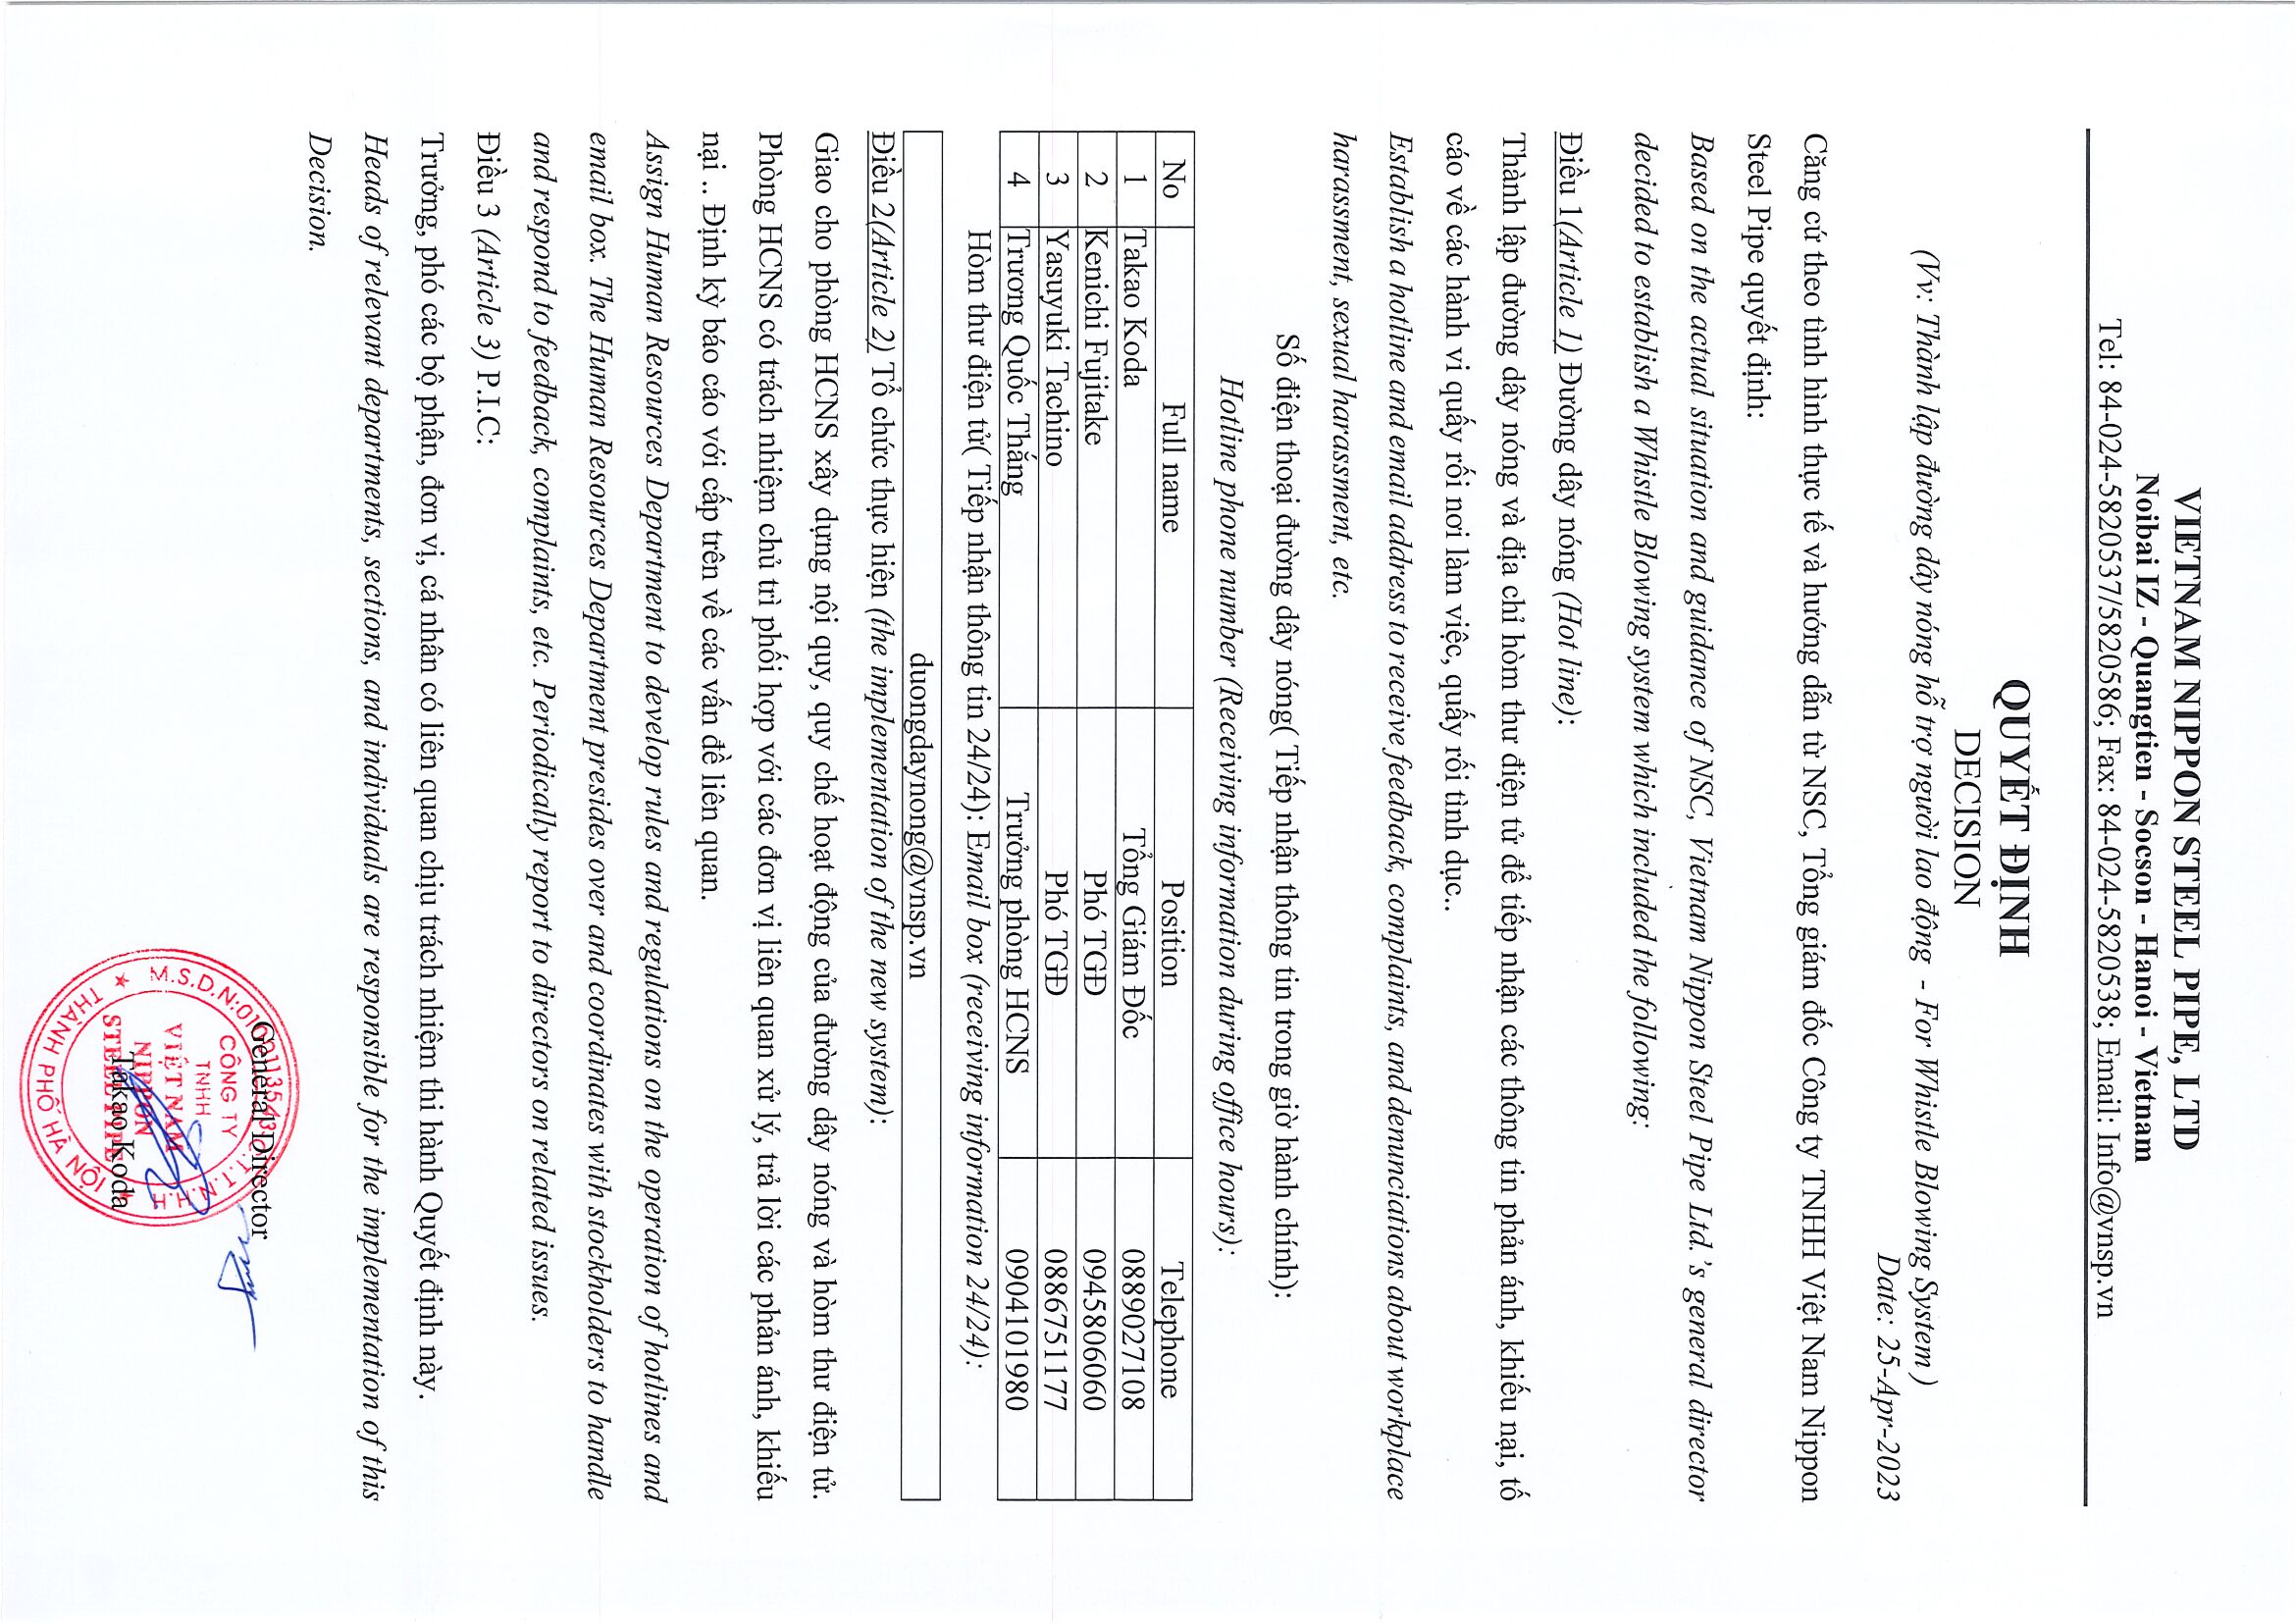 VIETNAM NIPPON STEEL PIPE, LTD
Noibai IZ - Quangtien - Socson - Hanoi - Vietnam
Tel: 84-024-5820537/5820586; Fax: 84-024-5820538; Email: Info@vnsp.vn
QUYẾT ĐỊNH
DECISION
(Vv: Thành lập đường dây nóng hỗ trợ người lao động - For Whistle Blowing System )
Date: 25-Apr-2023
Căng cứ theo tình hình thực tế và hướng dẫn từ NSC, Tổng giám đốc Công ty TNHH Việt Nam Nippon
Steel Pipe quyết định:
Based on the actual situation and guidance of NSC, Vietnam Nippon Steel Pipe Ltd.'s general director
decided to establish a Whistle Blowing system which included the following:
Điều 1(Article 1) Đường dây nóng (Hot line):
Thành lập đường dây nóng và địa chỉ hòm thư điện tử để tiếp nhận các thông tin phản ánh, khiếu nại, tố
cáo về các hành vi quấy rối nơi làm việc, quấy rối tình dục..
Establish a hotline and email address to receive feedback, complaints, and denunciations about workplace
harassment, sexual harassment, etc.
Số điện thoại đường dây nóng( Tiếp nhận thông tin trong giờ hành chính):
Hotline phone number (Receiving information during office hours):
No Full name Position Telephone
1 Takao Koda Tổng Giám Đốc 0889027108
2 Kenichi Fujitake Phó TGĐ 0945806060
3 Yasuyuki Tachino Phó TGĐ 0886751177
4 Trương Quốc Thắng Trưởng phòng HCNS 0904101980
Hòm thư điện tử( Tiếp nhận thông tin 24/24): Email box (receiving information 24/24):
duongdaynong@vnsp.vn
Điều 2(Article 2) Tổ chức thực hiện (the implementation of the new system):
Giao cho phòng HCNS xây dựng nội quy, quy chế hoạt động của đường dây nóng và hòm thư điện tử.
Phòng HCNS có trách nhiệm chủ trì phối hợp với các đơn vị liên quan xử lý, trả lời các phản ánh, khiếu
nại .. Định kỳ báo cáo với cấp trên về các vấn đề liên quan.
Assign Human Resources Department to develop rules and regulations on the operation of hotlines and
email box. The Human Resources Department presides over and coordinates with stockholders to handle
and respond to feedback, complaints, etc. Periodically report to directors on related issues.
Điều 3 (Article 3) P.I.C:
Trưởng, phó các bộ phận, đơn vị, cá nhân có liên quan chịu trách nhiệm thi hành Quyết định này.
Heads of relevant departments, sections, and individuals are responsible for the implementation of this
Decision.
General Director
M.S.D.N:0100113543-C.T.T.N.H.H
CÔNG TY
TNHH
VIỆT NAM
NIPPON
STEEL PIPE
Takao Koda
THÀNH PHỐ HÀ NỘI